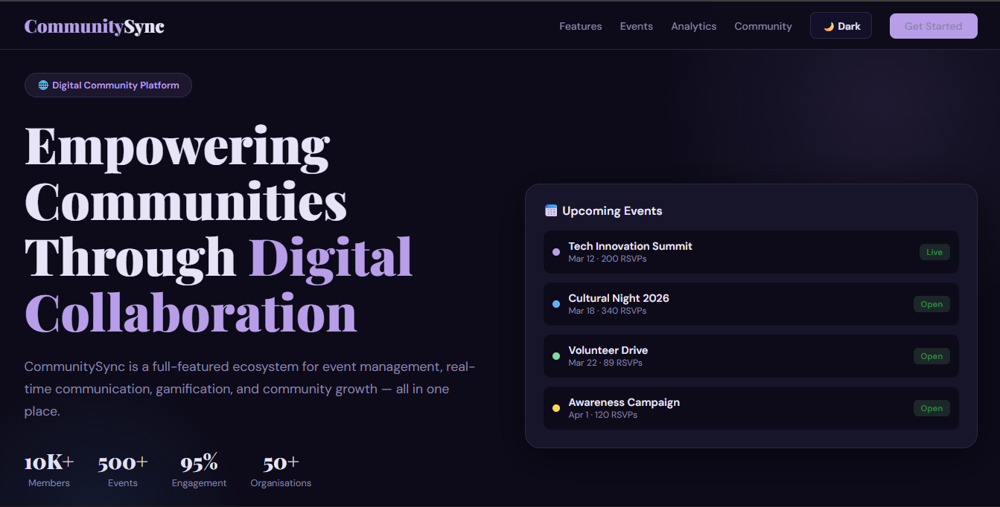 CommunitySync
Features Events Analytics Community 🌙 Dark Get Started
🌐 Digital Community Platform
Empowering
Communities
Through Digital
Collaboration
CommunitySync is a full-featured ecosystem for event management, real-
time communication, gamification, and community growth — all in one
place.
10K+ 500+ 95% 50+
Members Events Engagement Organisations
📅 Upcoming Events
Tech Innovation Summit
Mar 12 · 200 RSVPs
Live
Cultural Night 2026
Mar 18 · 340 RSVPs
Open
Volunteer Drive
Mar 22 · 89 RSVPs
Open
Awareness Campaign
Apr 1 · 120 RSVPs
Open